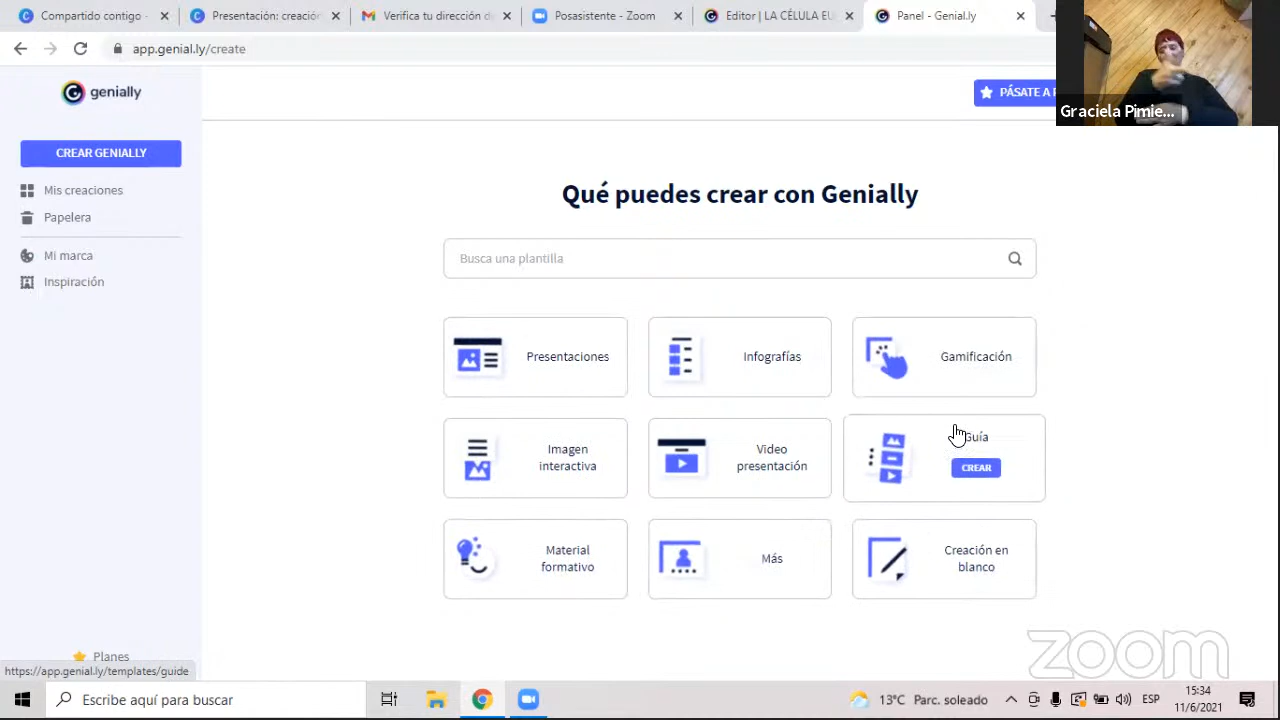 Compartido contigo
Presentación: creación
Verifica tu dirección d
Posasistente - Zoom
Editor | LA CÉLULA EU
Panel - Genial.ly
app.genial.ly/create
genially
PÁSATE A P
Graciela Pimie...
CREAR GENIALLY
Mis creaciones
Papelera
Mi marca
Inspiración
Qué puedes crear con Genially
Busca una plantilla
Presentaciones
Infografías
Gamificación
Imagen
interactiva
Video
presentación
Guía
CREAR
Material
formativo
Más
Creación en
blanco
Planes
https://app.genial.ly/templates/guide
zoom
Escribe aquí para buscar
13°C Parc. soleado
ESP
15:34
11/6/2021